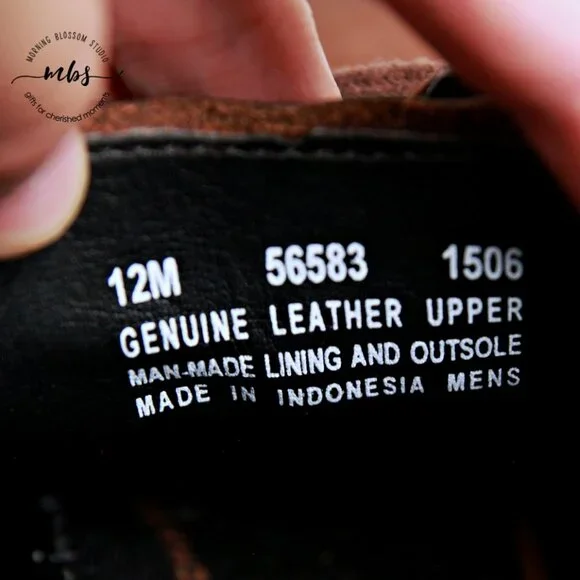 MORNING BLOSSOM STUDIO
mbs
gifts for cherished moments
12M 56583 1506
GENUINE LEATHER UPPER
MAN-MADE LINING AND OUTSOLE
MADE IN INDONESIA MENS